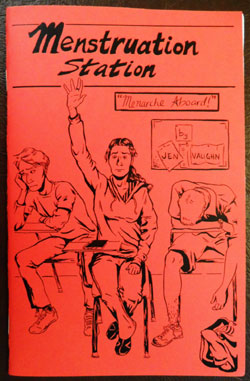 Menstruation
Station
"Menarche Aboard!"
by
JEN VAUGHN